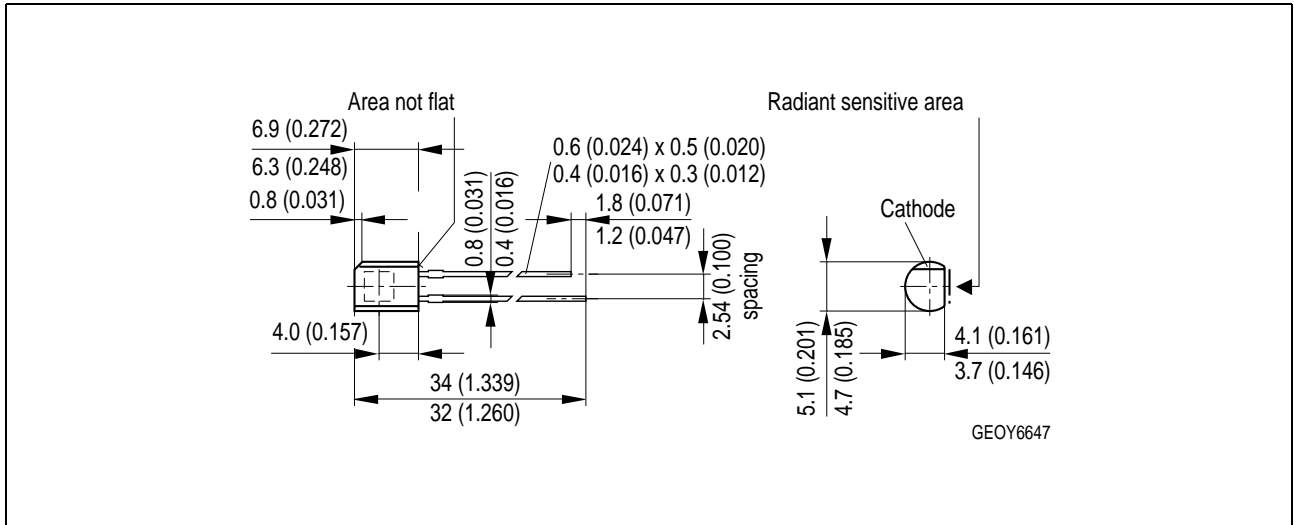 Area not flat
Radiant sensitive area
6.9 (0.272)
6.3 (0.248)
0.8 (0.031)
0.8 (0.031)
0.4 (0.016)
0.6 (0.024) x 0.5 (0.020)
0.4 (0.016) x 0.3 (0.012)
1.8 (0.071)
1.2 (0.047)
2.54 (0.100)
spacing
Cathode
4.0 (0.157)
34 (1.339)
32 (1.260)
5.1 (0.201)
4.7 (0.185)
4.1 (0.161)
3.7 (0.146)
GEOY6647